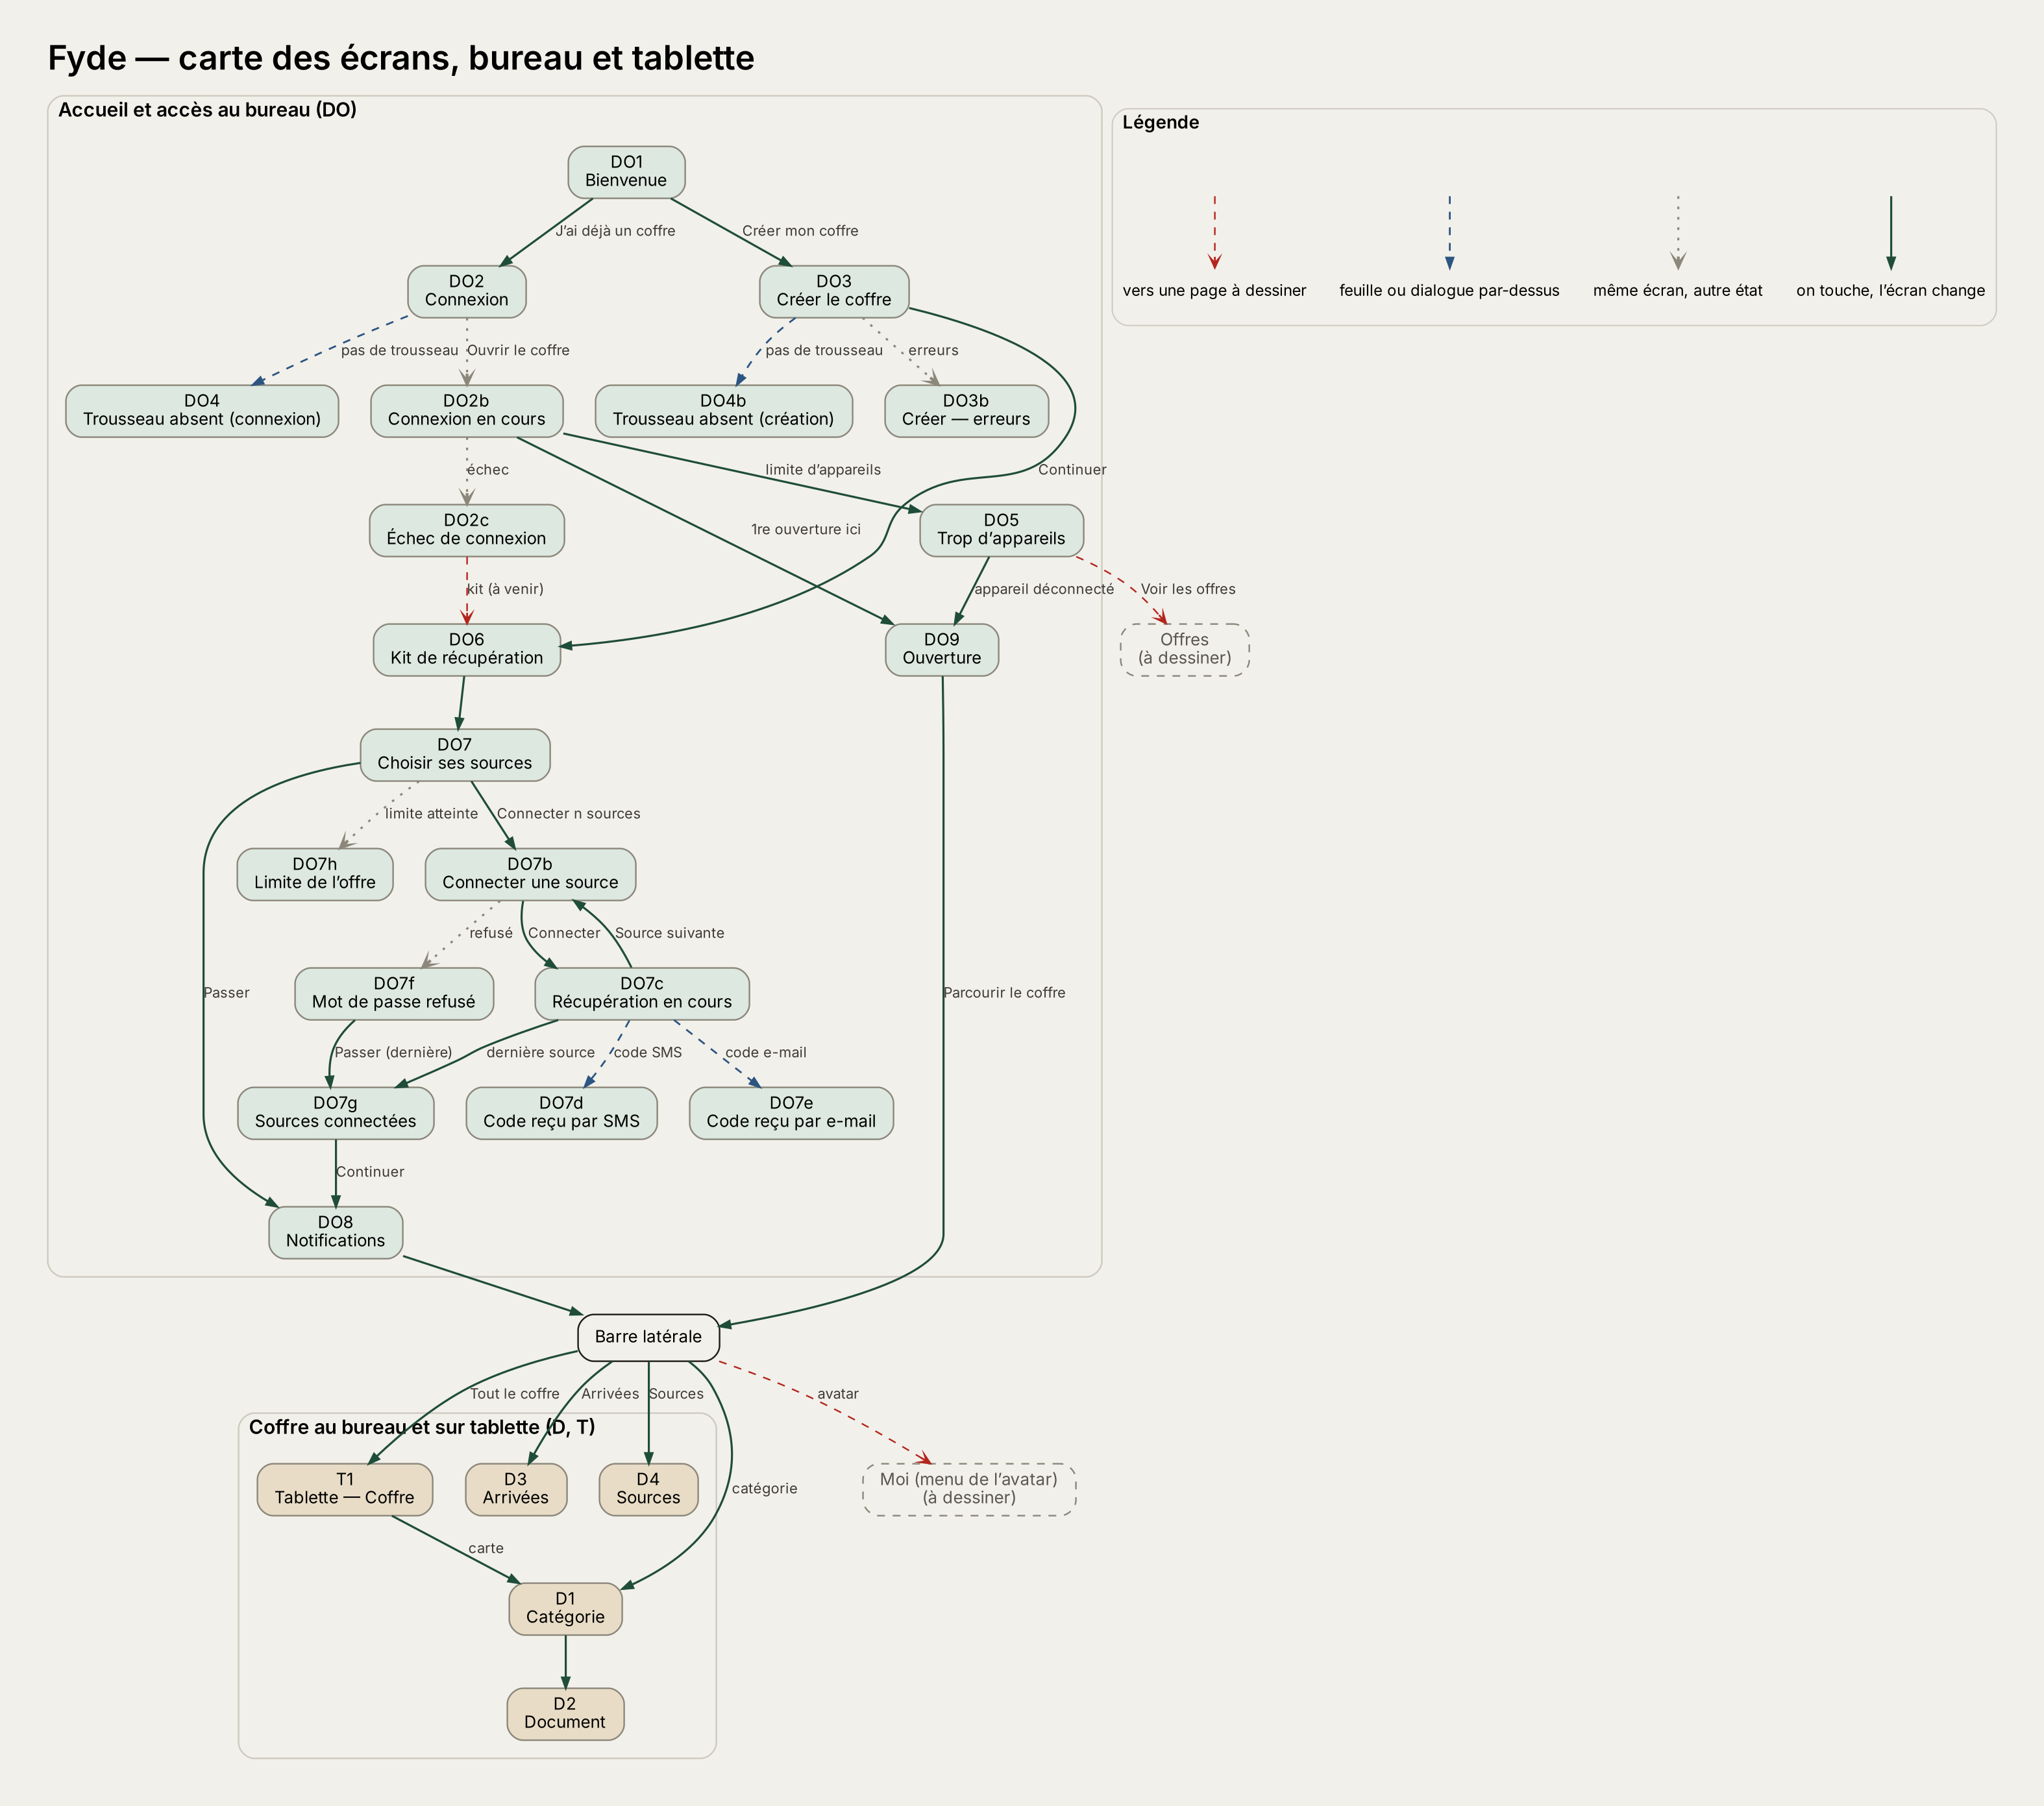 Fyde — carte des écrans, bureau et tablette
Accueil et accès au bureau (DO)
Légende
DO1
Bienvenue
J’ai déjà un coffre
Créer mon coffre
vers une page à dessiner
feuille ou dialogue par-dessus
même écran, autre état
on touche, l’écran change
DO2
Connexion
DO3
Créer le coffre
pas de trousseau
Ouvrir le coffre
pas de trousseau
erreurs
DO4
Trousseau absent (connexion)
DO2b
Connexion en cours
DO4b
Trousseau absent (création)
DO3b
Créer — erreurs
échec
limite d’appareils
Continuer
DO2c
Échec de connexion
1re ouverture ici
DO5
Trop d’appareils
kit (à venir)
appareil déconnecté
Voir les offres
DO6
Kit de récupération
DO9
Ouverture
Offres
(à dessiner)
DO7
Choisir ses sources
limite atteinte
Connecter n sources
DO7h
Limite de l’offre
DO7b
Connecter une source
refusé
Connecter
Source suivante
Passer
DO7f
Mot de passe refusé
DO7c
Récupération en cours
Parcourir le coffre
Passer (dernière)
dernière source
code SMS
code e-mail
DO7g
Sources connectées
DO7d
Code reçu par SMS
DO7e
Code reçu par e-mail
Continuer
DO8
Notifications
Barre latérale
Tout le coffre
Arrivées
Sources
avatar
Coffre au bureau et sur tablette (D, T)
T1
Tablette — Coffre
D3
Arrivées
D4
Sources
catégorie
Moi (menu de l’avatar)
(à dessiner)
carte
D1
Catégorie
D2
Document